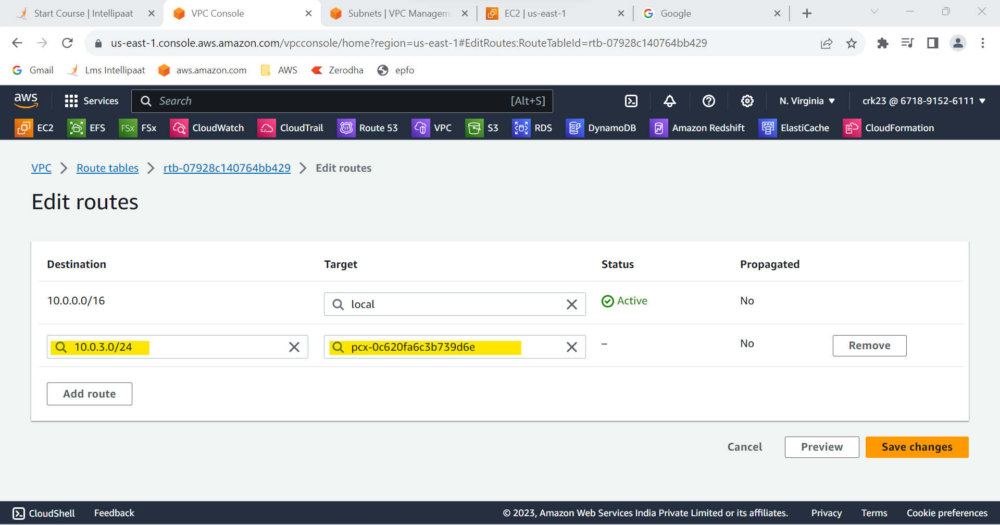 Start Course | Intellipaat
VPC Console
Subnets | VPC Managem
EC2 | us-east-1
Google
us-east-1.console.aws.amazon.com/vpcconsole/home?region=us-east-1#EditRoutes:RouteTableId=rtb-07928c140764bb429
Gmail
Lms Intellipaat
aws.amazon.com
AWS
Zerodha
epfo
aws
Services
Search
[Alt+S]
N. Virginia
crk23 @ 6718-9152-6111
EC2
EFS
FSx
FSx
CloudWatch
CloudTrail
53
Route 53
VPC
S3
RDS
DynamoDB
Amazon Redshift
ElastiCache
CloudFormation
VPC
Route tables
rtb-07928c140764bb429
Edit routes
Edit routes
Destination
Target
Status
Propagated
10.0.0.0/16
local
Active
No
10.0.3.0/24
pcx-0c620fa6c3b739d6e
–
No
Remove
Add route
Cancel
Preview
Save changes
CloudShell
Feedback
© 2023, Amazon Web Services India Private Limited or its affiliates.
Privacy
Terms
Cookie preferences